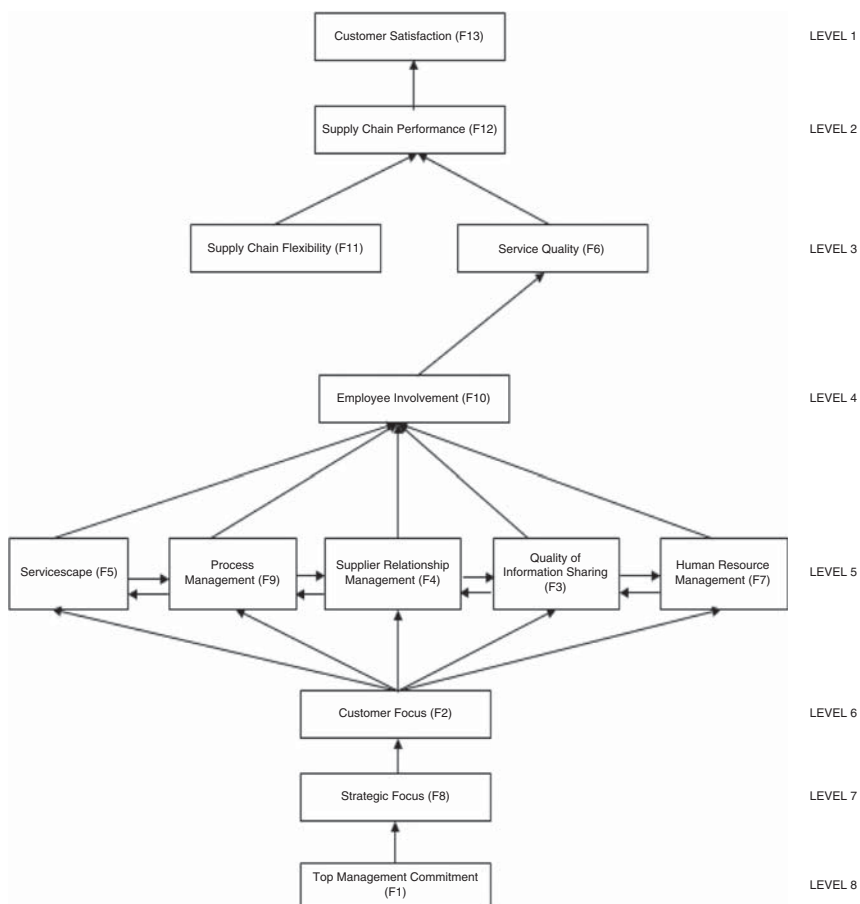 Customer Satisfaction (F13)
LEVEL 1
Supply Chain Performance (F12)
LEVEL 2
Supply Chain Flexibility (F11)
Service Quality (F6)
LEVEL 3
Employee Involvement (F10)
LEVEL 4
Servicescape (F5)
Process
Management (F9)
Supplier Relationship
Management (F4)
Quality of
Information Sharing
(F3)
Human Resource
Management (F7)
LEVEL 5
Customer Focus (F2)
LEVEL 6
Strategic Focus (F8)
LEVEL 7
Top Management Commitment
(F1)
LEVEL 8